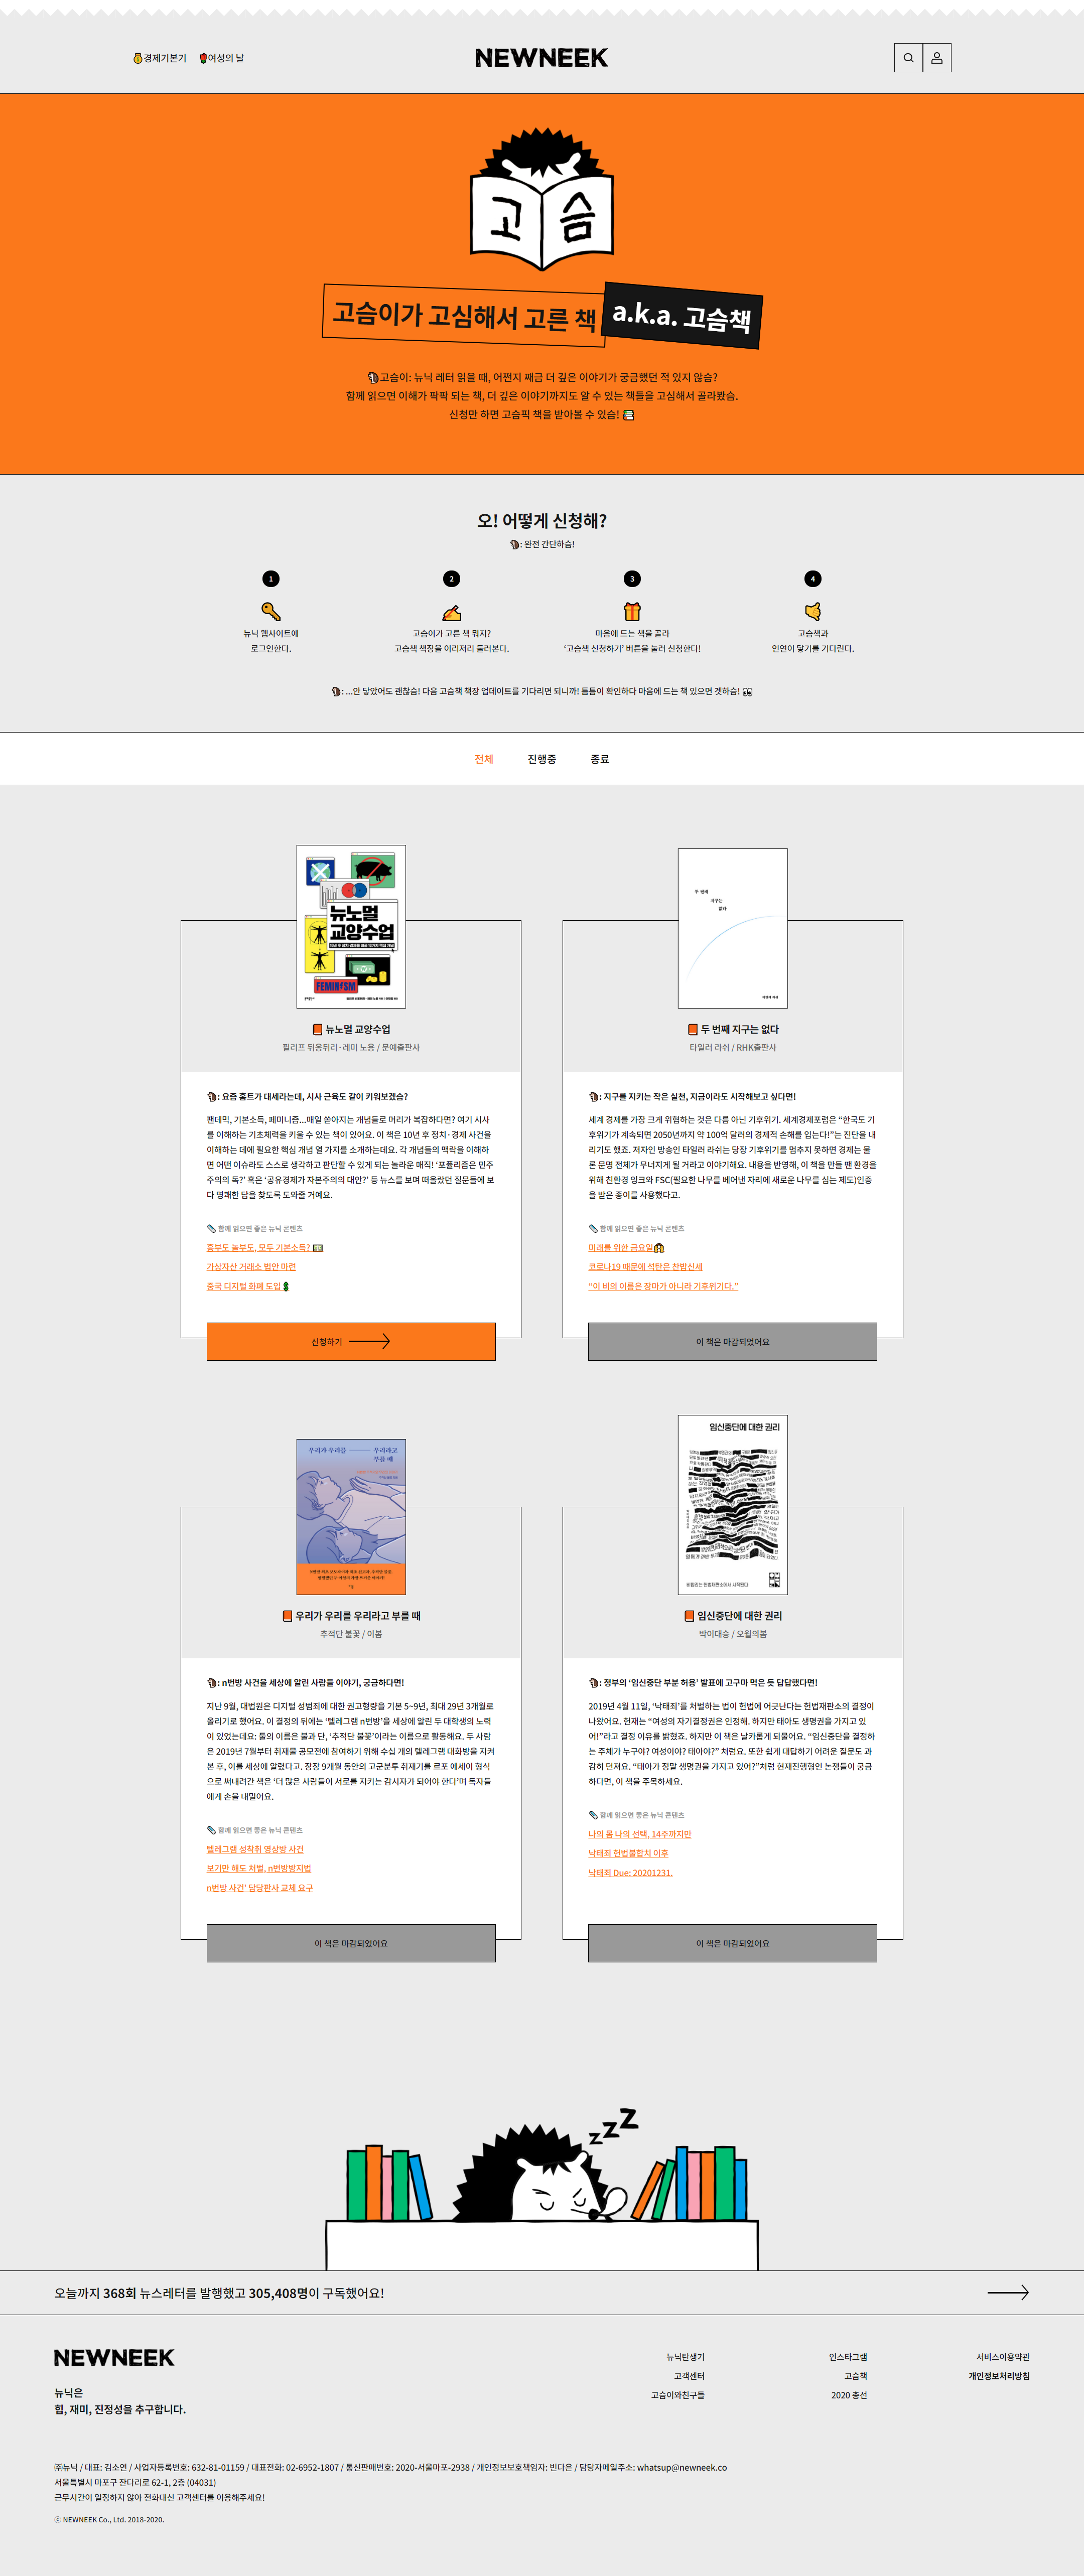 💰경제기본기 🌹여성의 날
NEWNEEK
고 슴
고슴이가 고심해서 고른 책
a.k.a. 고슴책
🦔고슴이: 뉴닉 레터 읽을 때, 어쩐지 째금 더 깊은 이야기가 궁금했던 적 있지 않슴?
함께 읽으면 이해가 팍팍 되는 책, 더 깊은 이야기까지도 알 수 있는 책들을 고심해서 골라봤슴.
신청만 하면 고슴픽 책을 받아볼 수 있슴! 📚
오! 어떻게 신청해?
🦔: 완전 간단하슴!
1
뉴닉 웹사이트에
로그인한다.
2
고슴이가 고른 책 뭐지?
고슴책 책장을 이리저리 둘러본다.
3
마음에 드는 책을 골라
‘고슴책 신청하기’ 버튼을 눌러 신청한다!
4
고슴책과
인연이 닿기를 기다린다.
🦔: …안 닿았어도 괜찮슴! 다음 고슴책 책장 업데이트를 기다리면 되니까! 틈틈이 확인하다 마음에 드는 책 있으면 겟하슴! 👀
전체 진행중 종료
뉴노멀
교양수업
FEMINISM
📙 뉴노멀 교양수업
필리프 뒤옹뒤리·레미 노용 / 문예출판사
🦔: 요즘 홈트가 대세라는데, 시사 근육도 같이 키워보겠슴?
팬데믹, 기본소득, 페미니즘…매일 쏟아지는 개념들로 머리가 복잡하다면? 여기 시사
를 이해하는 기초체력을 키울 수 있는 책이 있어요. 이 책은 10년 후 정치·경제 사건을
이해하는 데에 필요한 핵심 개념 열 가지를 소개하는데요. 각 개념들의 맥락을 이해하
면 어떤 이슈라도 스스로 생각하고 판단할 수 있게 되는 놀라운 매직! ‘포퓰리즘은 민주
주의의 독?’ 혹은 ‘공유경제가 자본주의의 대안?’ 등 뉴스를 보며 떠올랐던 질문들에 보
다 명쾌한 답을 찾도록 도와줄 거예요.
📎 함께 읽으면 좋은 뉴닉 콘텐츠
흥부도 놀부도, 모두 기본소득? 💵
가상자산 거래소 법안 마련
중국 디지털 화폐 도입💲
신청하기
두 번째
지구는
없다
타일러 라쉬
📙 두 번째 지구는 없다
타일러 라쉬 / RHK출판사
🦔: 지구를 지키는 작은 실천, 지금이라도 시작해보고 싶다면!
세계 경제를 가장 크게 위협하는 것은 다름 아닌 기후위기. 세계경제포럼은 “한국도 기
후위기가 계속되면 2050년까지 약 100억 달러의 경제적 손해를 입는다!”는 진단을 내
리기도 했죠. 저자인 방송인 타일러 라쉬는 당장 기후위기를 멈추지 못하면 경제는 물
론 문명 전체가 무너지게 될 거라고 이야기해요. 내용을 반영해, 이 책을 만들 땐 환경을
위해 친환경 잉크와 FSC(필요한 나무를 베어낸 자리에 새로운 나무를 심는 제도)인증
을 받은 종이를 사용했다고.
📎 함께 읽으면 좋은 뉴닉 콘텐츠
미래를 위한 금요일🙆
코로나19 때문에 석탄은 찬밥신세
“이 비의 이름은 장마가 아니라 기후위기다.”
이 책은 마감되었어요
우리가 우리를 우리라고
부를 때
📙 우리가 우리를 우리라고 부를 때
추적단 불꽃 / 이봄
🦔: n번방 사건을 세상에 알린 사람들 이야기, 궁금하다면!
지난 9월, 대법원은 디지털 성범죄에 대한 권고형량을 기본 5~9년, 최대 29년 3개월로
올리기로 했어요. 이 결정의 뒤에는 ‘텔레그램 n번방’을 세상에 알린 두 대학생의 노력
이 있었는데요: 둘의 이름은 불과 단, ‘추적단 불꽃’이라는 이름으로 활동해요. 두 사람
은 2019년 7월부터 취재물 공모전에 참여하기 위해 수십 개의 텔레그램 대화방을 지켜
본 후, 이를 세상에 알렸다고. 장장 9개월 동안의 고군분투 취재기를 르포 에세이 형식
으로 써내려간 책은 ‘더 많은 사람들이 서로를 지키는 감시자가 되어야 한다’며 독자들
에게 손을 내밀어요.
📎 함께 읽으면 좋은 뉴닉 콘텐츠
텔레그램 성착취 영상방 사건
보기만 해도 처벌, n번방방지법
n번방 사건’ 담당판사 교체 요구
이 책은 마감되었어요
임신중단에 대한 권리
📙 임신중단에 대한 권리
박이대승 / 오월의봄
🦔: 정부의 ‘임신중단 부분 허용’ 발표에 고구마 먹은 듯 답답했다면!
2019년 4월 11일, ‘낙태죄’를 처벌하는 법이 헌법에 어긋난다는 헌법재판소의 결정이
나왔어요. 헌재는 “여성의 자기결정권은 인정해. 하지만 태아도 생명권을 가지고 있
어!”라고 결정 이유를 밝혔죠. 하지만 이 책은 날카롭게 되물어요. “임신중단을 결정하
는 주체가 누구야? 여성이야? 태아야?” 처럼요. 또한 쉽게 대답하기 어려운 질문도 과
감히 던져요. “태아가 정말 생명권을 가지고 있어?”처럼 현재진행형인 논쟁들이 궁금
하다면, 이 책을 주목하세요.
📎 함께 읽으면 좋은 뉴닉 콘텐츠
나의 몸 나의 선택, 14주까지만
낙태죄 헌법불합치 이후
낙태죄 Due: 20201231.
이 책은 마감되었어요
z z Z
오늘까지 368회 뉴스레터를 발행했고 305,408명이 구독했어요!
NEWNEEK
뉴닉은
힙, 재미, 진정성을 추구합니다.
뉴닉탄생기 인스타그램 서비스이용약관
고객센터 고슴책 개인정보처리방침
고슴이와친구들 2020 총선
㈜뉴닉 / 대표: 김소연 / 사업자등록번호: 632-81-01159 / 대표전화: 02-6952-1807 / 통신판매번호: 2020-서울마포-2938 / 개인정보보호책임자: 빈다은 / 담당자메일주소: whatsup@newneek.co
서울특별시 마포구 잔다리로 62-1, 2층 (04031)
근무시간이 일정하지 않아 전화대신 고객센터를 이용해주세요!
ⓒ NEWNEEK Co., Ltd. 2018-2020.